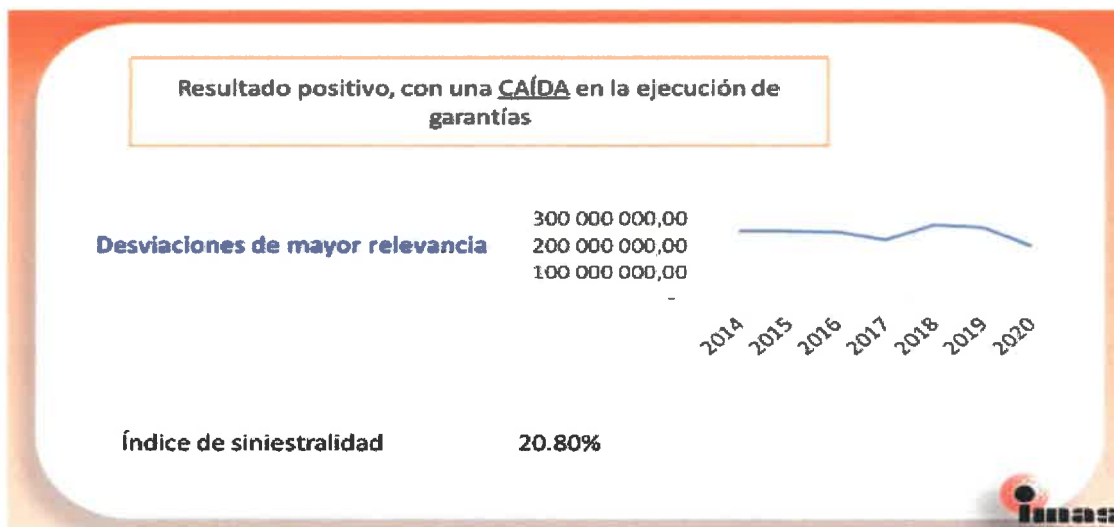 Resultado positivo, con una CAÍDA en la ejecución de
garantías
Desviaciones de mayor relevancia
300 000 000,00
200 000 000,00
100 000 000,00
-
2014
2015
2016
2017
2018
2019
2020
Índice de siniestralidad 20.80%
imas